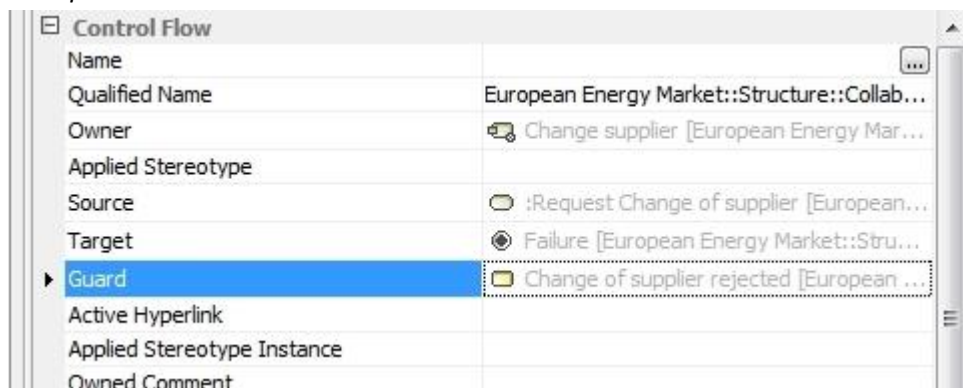 Control Flow
Name ...
Qualified Name European Energy Market::Structure::Collab...
Owner Change supplier [European Energy Mar...
Applied Stereotype
Source :Request Change of supplier [European...
Target Failure [European Energy Market::Stru...
Guard Change of supplier rejected [European ...
Active Hyperlink
Applied Stereotype Instance
Owned Comment